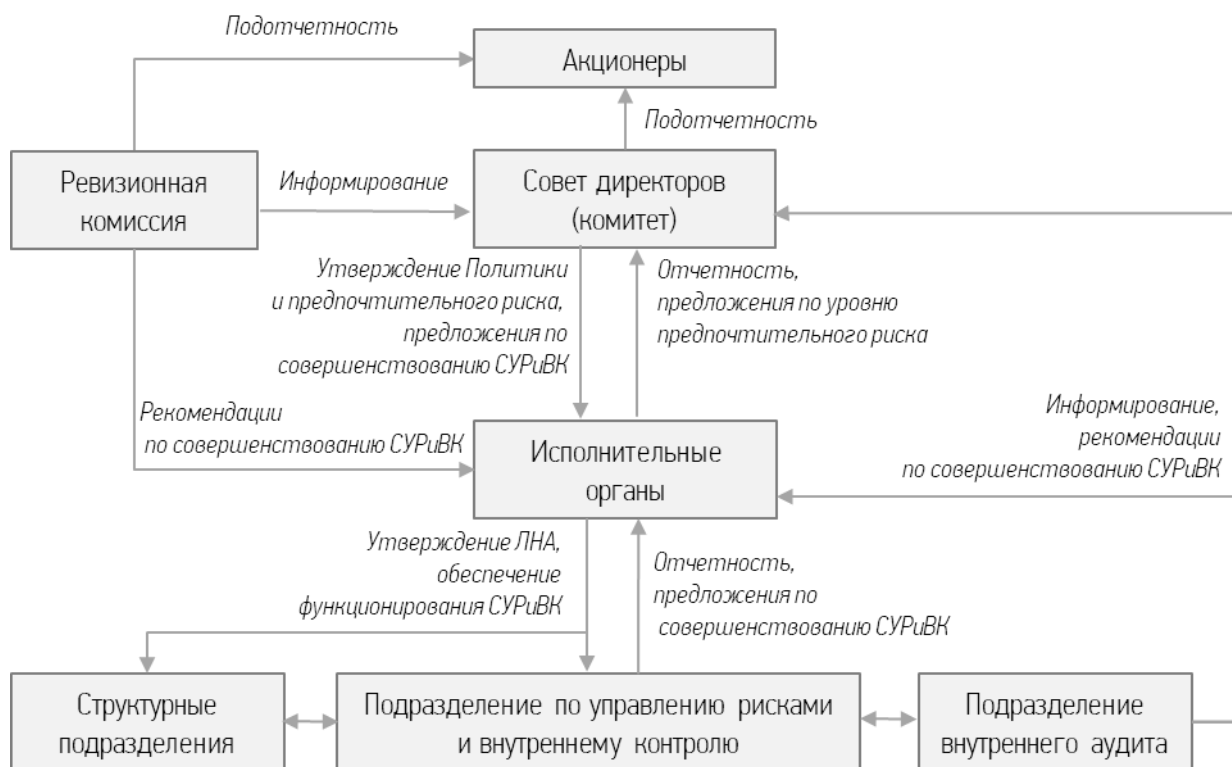 Подотчетность
Акционеры
Подотчетность
Ревизионная
комиссия
Информирование
Совет директоров
(комитет)
Утверждение Политики
и предпочтительного риска,
предложения по
совершенствованию СУРиВК
Отчетность,
предложения по уровню
предпочтительного риска
Рекомендации
по совершенствованию СУРиВК
Исполнительные
органы
Информирование,
рекомендации
по совершенствованию СУРиВК
Утверждение ЛНА,
обеспечение
функционирования СУРиВК
Отчетность,
предложения по
совершенствованию СУРиВК
Структурные
подразделения
Подразделение по управлению рисками
и внутреннему контролю
Подразделение
внутреннего аудита